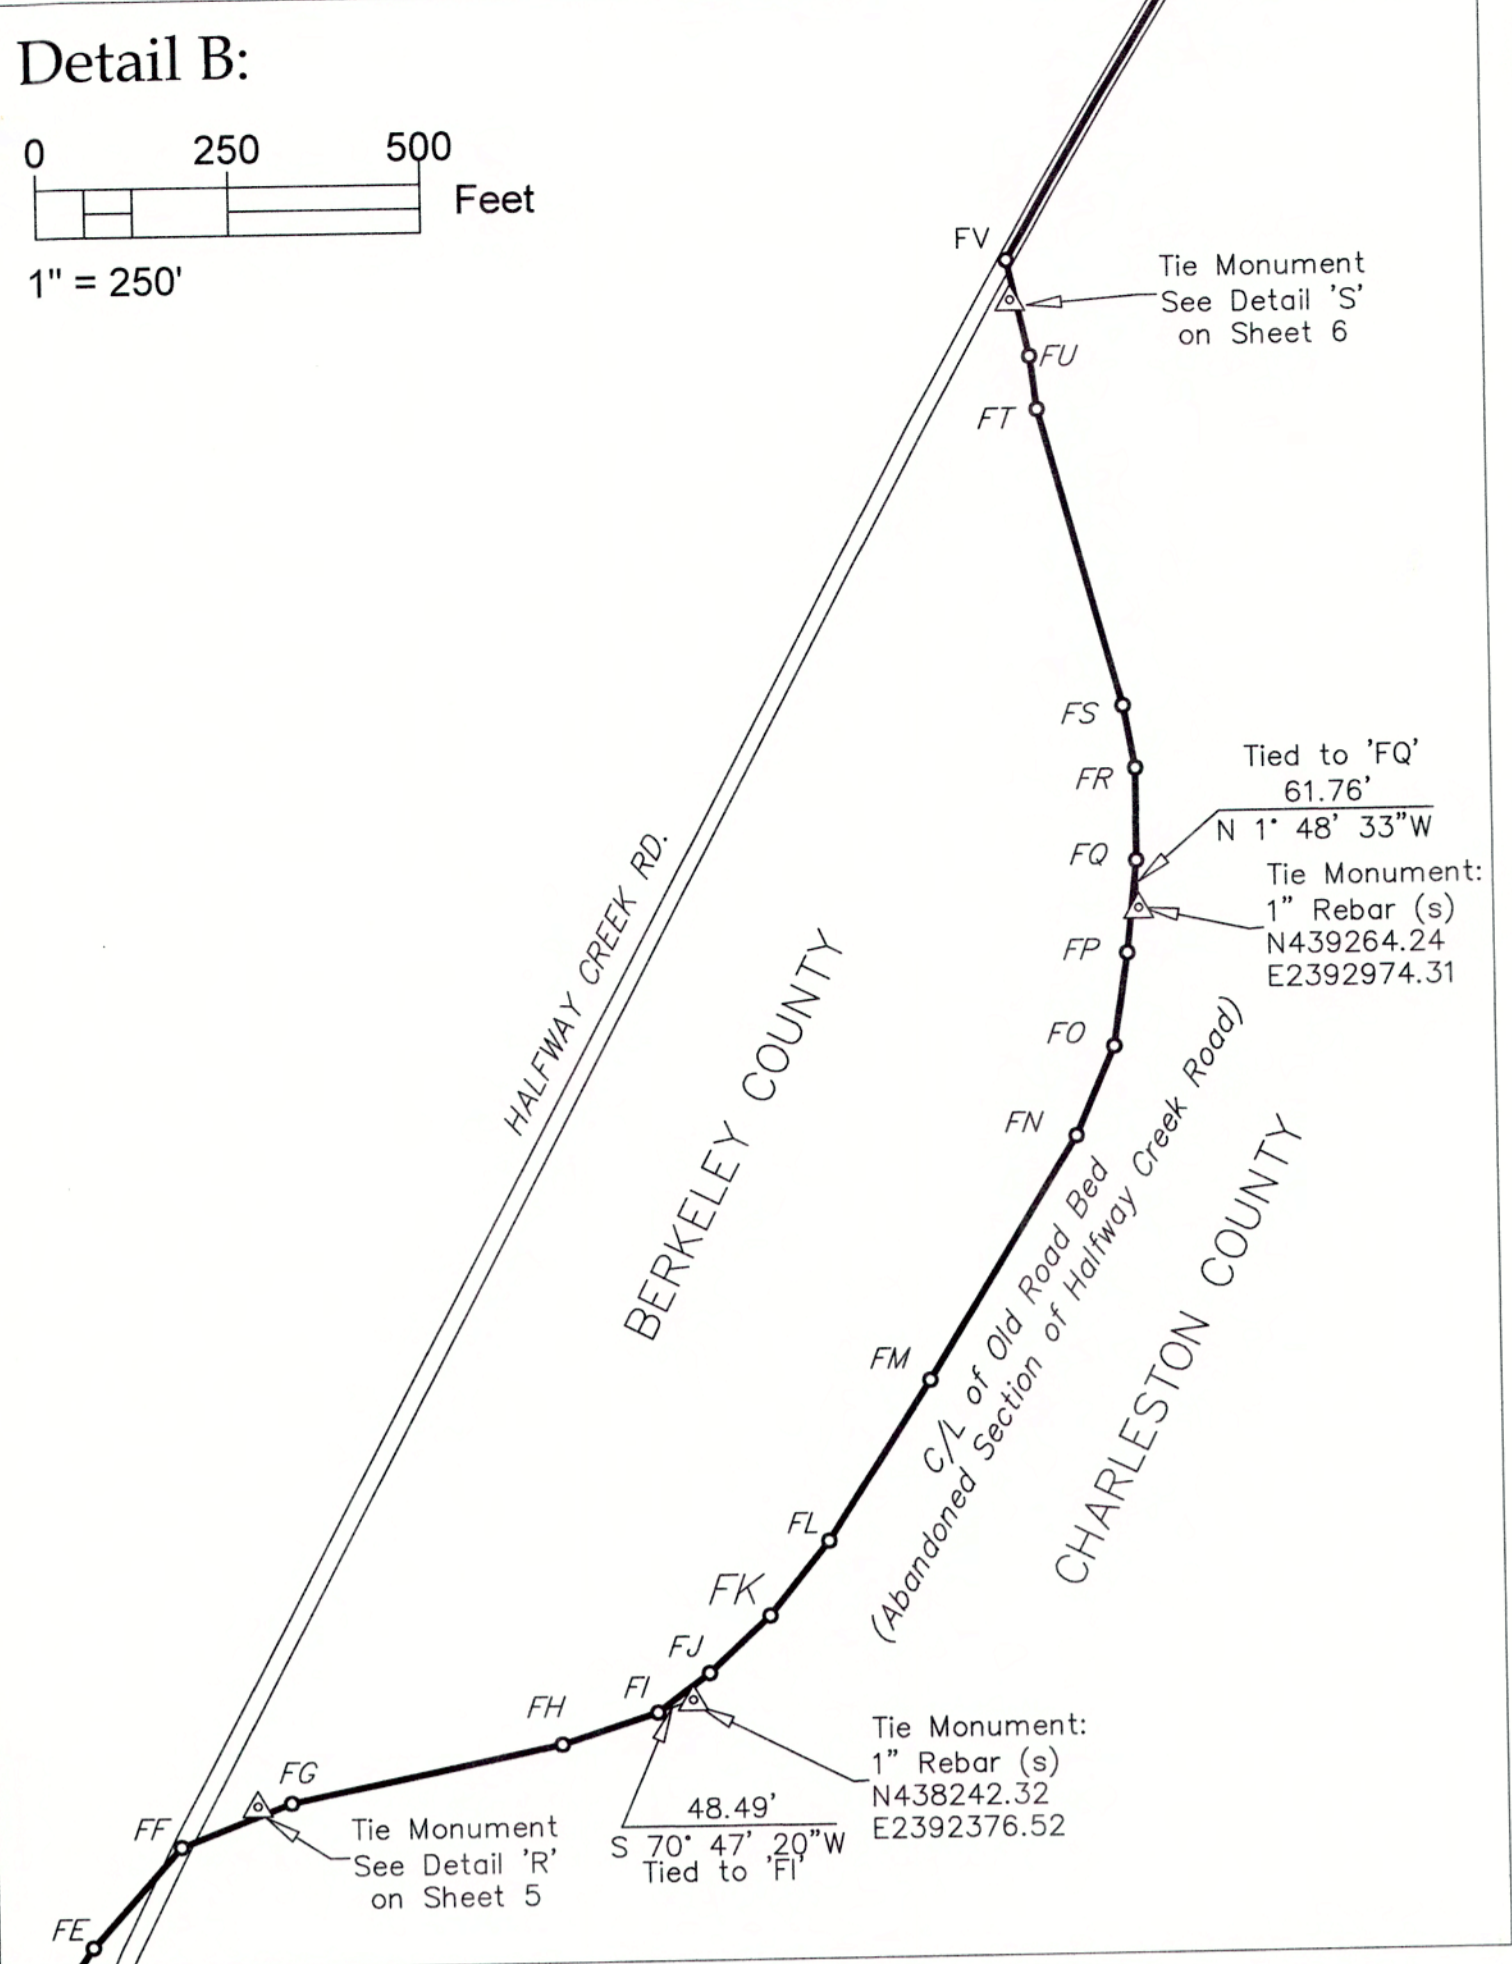 Detail B:
0 250 500
Feet
1" = 250'
FV
Tie Monument
See Detail 'S'
on Sheet 6
FU
FT
FS
FR
Tied to 'FQ'
61.76'
N 1° 48' 33"W
FQ
Tie Monument:
1" Rebar (s)
N439264.24
E2392974.31
FP
FO
FN
HALFWAY CREEK RD.
BERKELEY COUNTY
C/L of Old Road Bed
(Abandoned Section of Halfway Creek Road)
CHARLESTON COUNTY
FM
FL
FK
FJ
FI
FH
FG
FF
FE
Tie Monument:
1" Rebar (s)
N438242.32
E2392376.52
48.49'
S 70° 47' 20"W
Tied to 'FI'
Tie Monument
See Detail 'R'
on Sheet 5